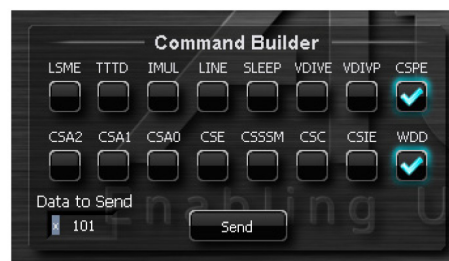 Command Builder
LSME TTTD IMUL LINE SLEEP VDIVE VDIVP CSPE
CSA2 CSA1 CSA0 CSE CSSSM CSC CSIE WDD
Data to Send
x 101
Send
Enabling U